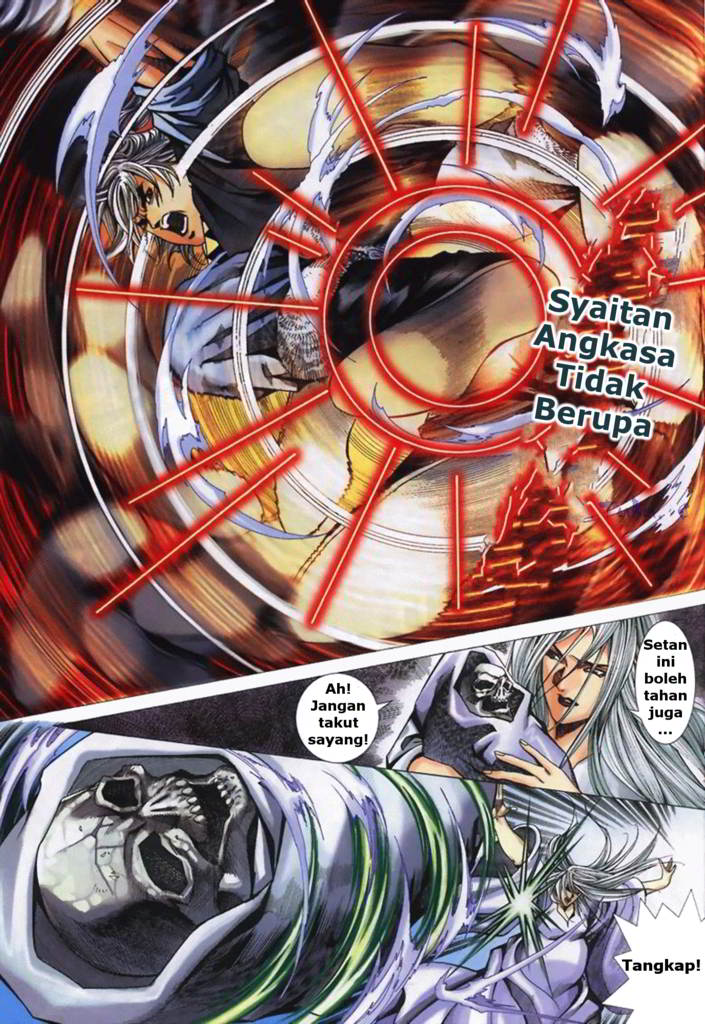 Syaitan
Angkasa
Tidak
Berupa
Setan
ini
boleh
tahan
juga
...
Ah!
Jangan
takut
sayang!
Tangkap!